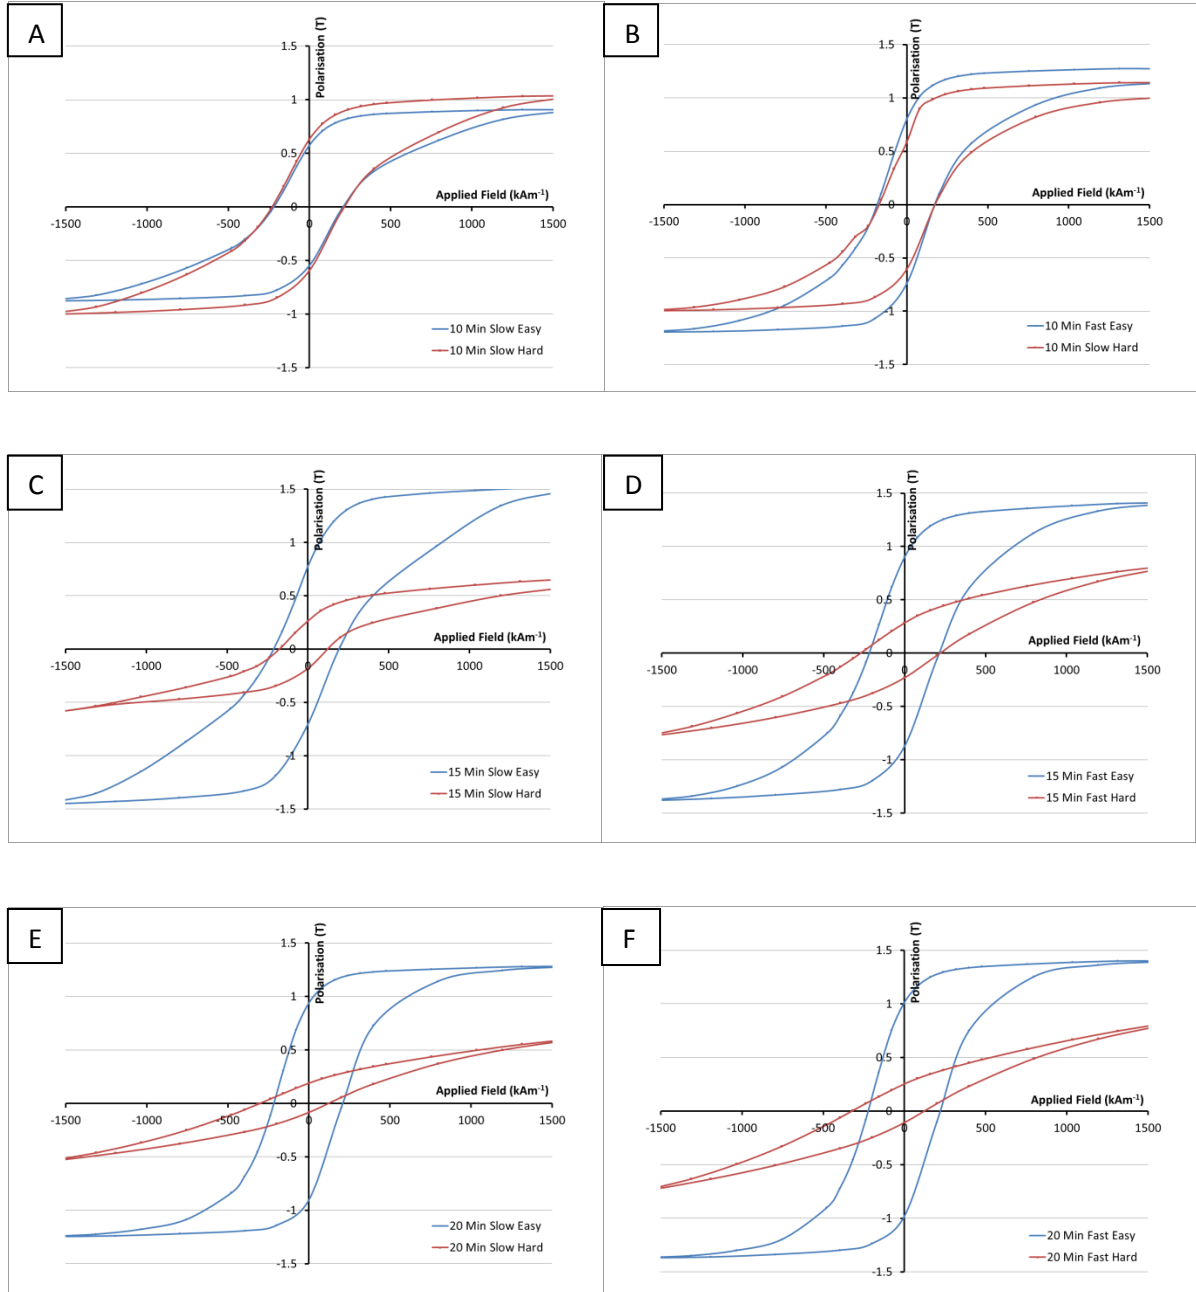 A
Polarisation (T)
1.5
1
0.5
Applied Field (kAm-1)
-1500 -1000 -500 0 0 500 1000 1500
-0.5
-1
-1.5
10 Min Slow Easy
10 Min Slow Hard
B
Polarisation (T)
1.5
1
0.5
Applied Field (kAm-1)
-1500 -1000 -500 0 0 500 1000 1500
-0.5
-1
-1.5
10 Min Fast Easy
10 Min Slow Hard
C
Polarisation (T)
1.5
1
0.5
Applied Field (kAm-1)
-1500 -1000 -500 0 0 500 1000 1500
-0.5
-1
-1.5
15 Min Slow Easy
15 Min Slow Hard
D
Polarisation (T)
1.5
1
0.5
Applied Field (kAm-1)
-1500 -1000 -500 0 0 500 1000 1500
-0.5
-1
-1.5
15 Min Fast Easy
15 Min Fast Hard
E
Polarisation (T)
1.5
1
0.5
Applied Field (kAm-1)
-1500 -1000 -500 0 0 500 1000 1500
-0.5
-1
-1.5
20 Min Slow Easy
20 Min Slow Hard
F
Polarisation (T)
1.5
1
0.5
Applied Field (kAm-1)
-1500 -1000 -500 0 0 500 1000 1500
-0.5
-1
-1.5
20 Min Fast Easy
20 Min Fast Hard